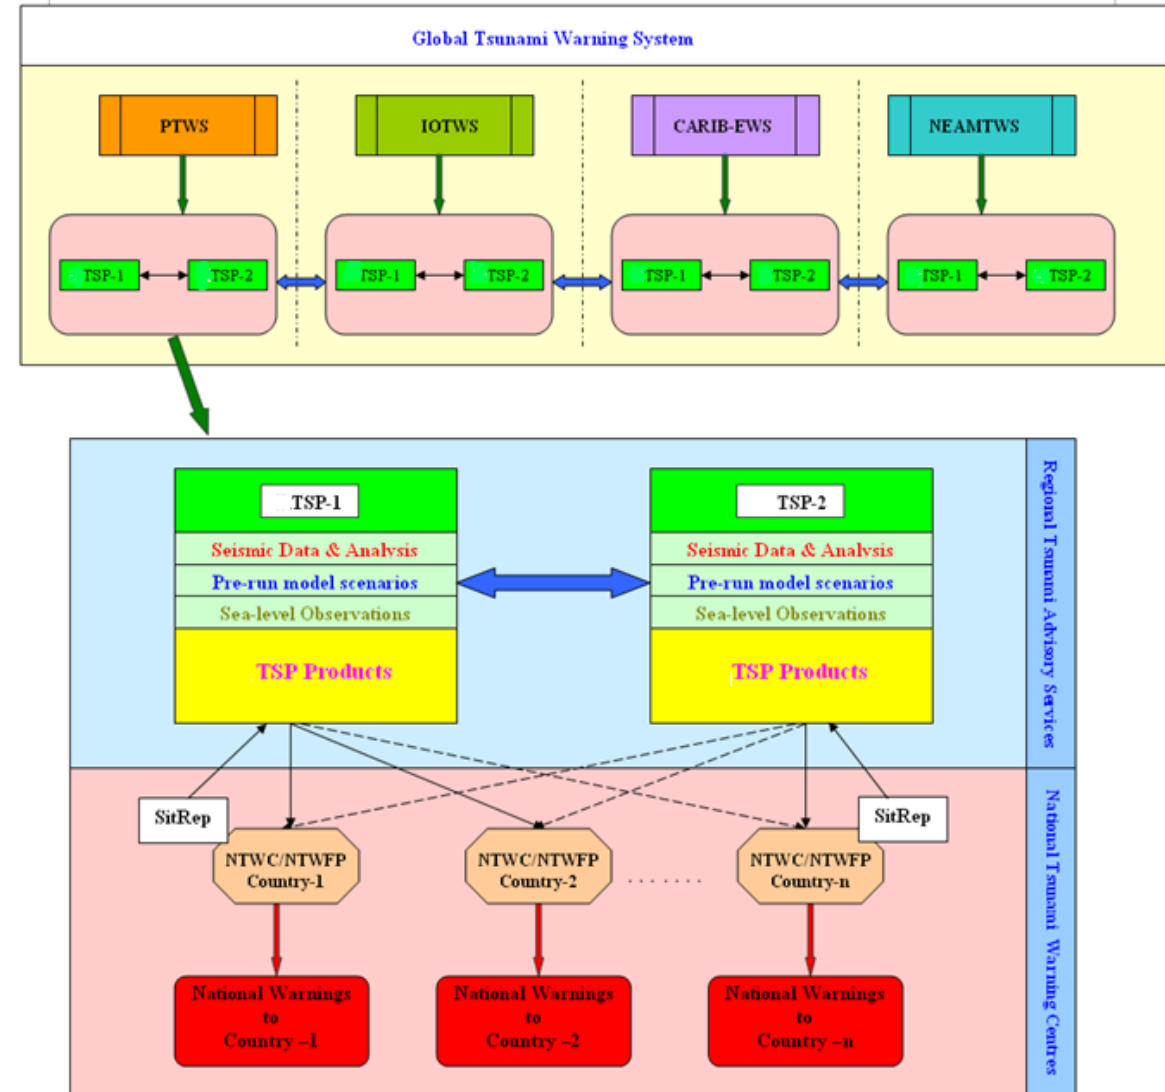 Global Tsunami Warning System
PTWS
IOTWS
CARIB-EWS
NEAMTWS
TSP-1
TSP-2
TSP-1
TSP-2
TSP-1
TSP-2
TSP-1
TSP-2
TSP-1
Seismic Data & Analysis
Pre-run model scenarios
Sea-level Observations
TSP Products
TSP-2
Seismic Data & Analysis
Pre-run model scenarios
Sea-level Observations
TSP Products
Regional Tsunami Advisory Services
SitRep
SitRep
NTWC/NTWFP
Country-1
NTWC/NTWFP
Country-2
.......
NTWC/NTWFP
Country-n
National Warnings
to
Country –1
National Warnings
to
Country –2
National Warnings
to
Country –n
National Tsunami Warning Centres